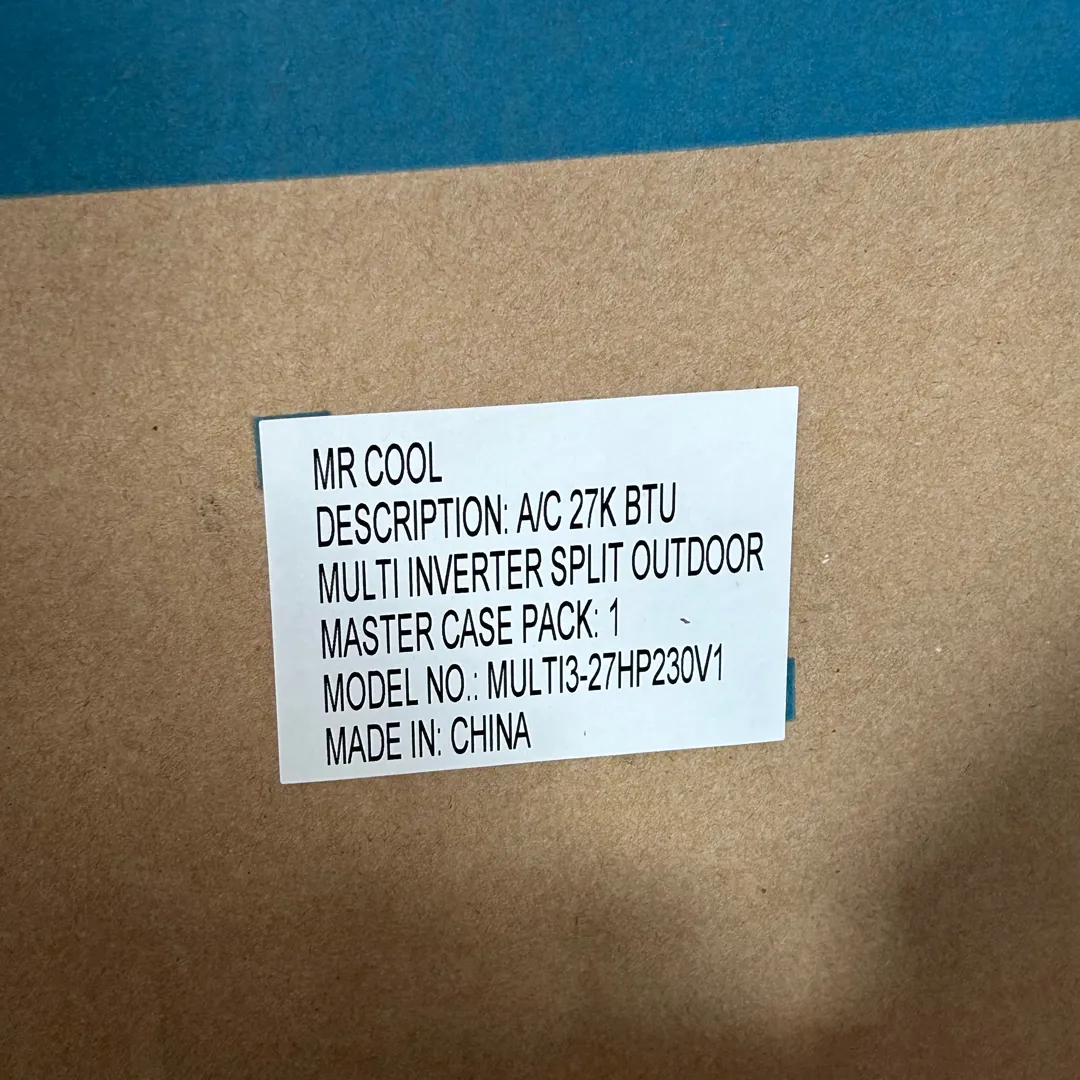 MR COOL
DESCRIPTION: A/C 27K BTU
MULTI INVERTER SPLIT OUTDOOR
MASTER CASE PACK: 1
MODEL NO.: MULTI3-27HP230V1
MADE IN: CHINA